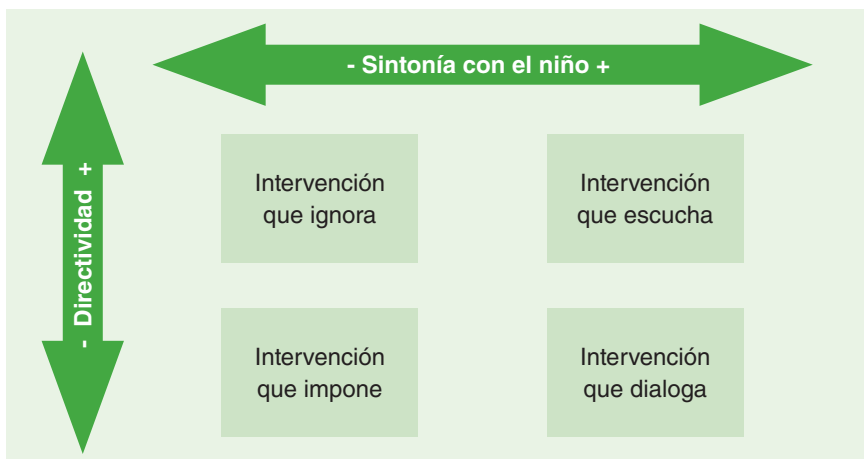 - Sintonía con el niño +
- Directividad +
Intervención
que ignora
Intervención
que escucha
Intervención
que impone
Intervención
que dialoga